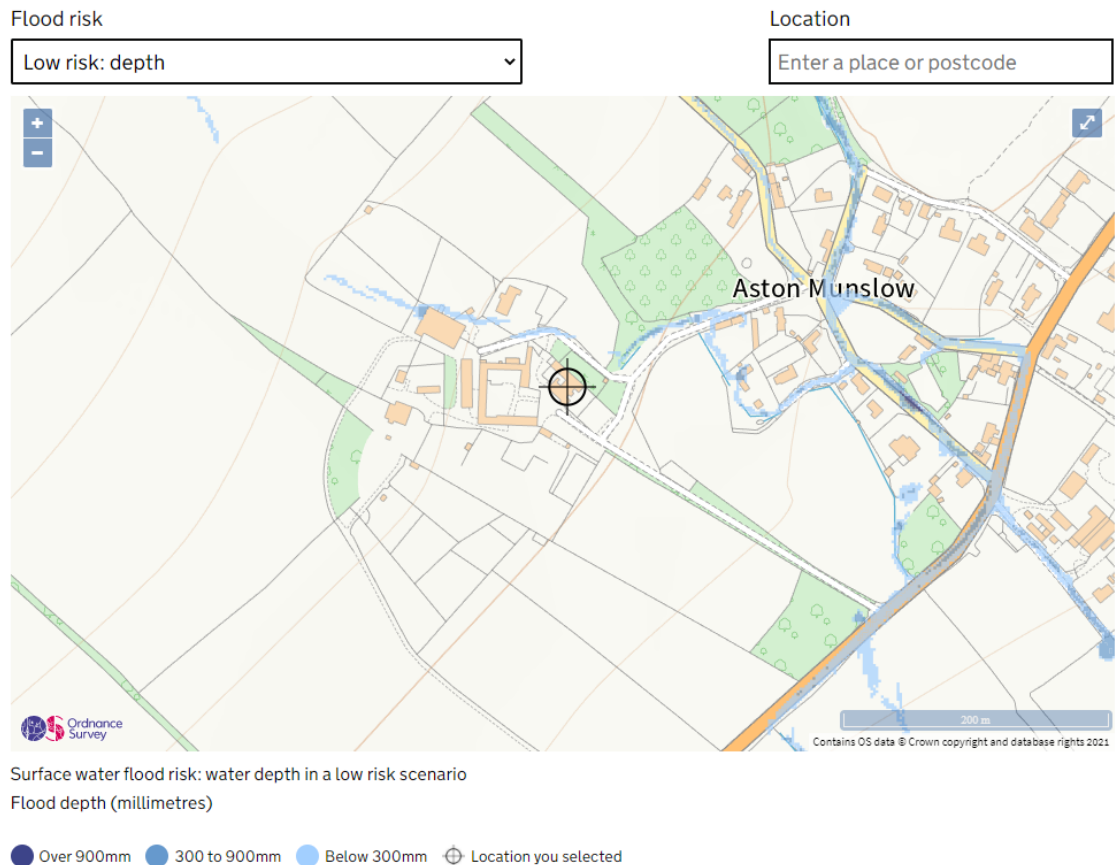 Flood risk
Location
Low risk: depth
Enter a place or postcode
+
−
Aston Munslow
Ordnance
Survey
200 m
Contains OS data © Crown copyright and database rights 2021
Surface water flood risk: water depth in a low risk scenario
Flood depth (millimetres)
Over 900mm 300 to 900mm Below 300mm Location you selected